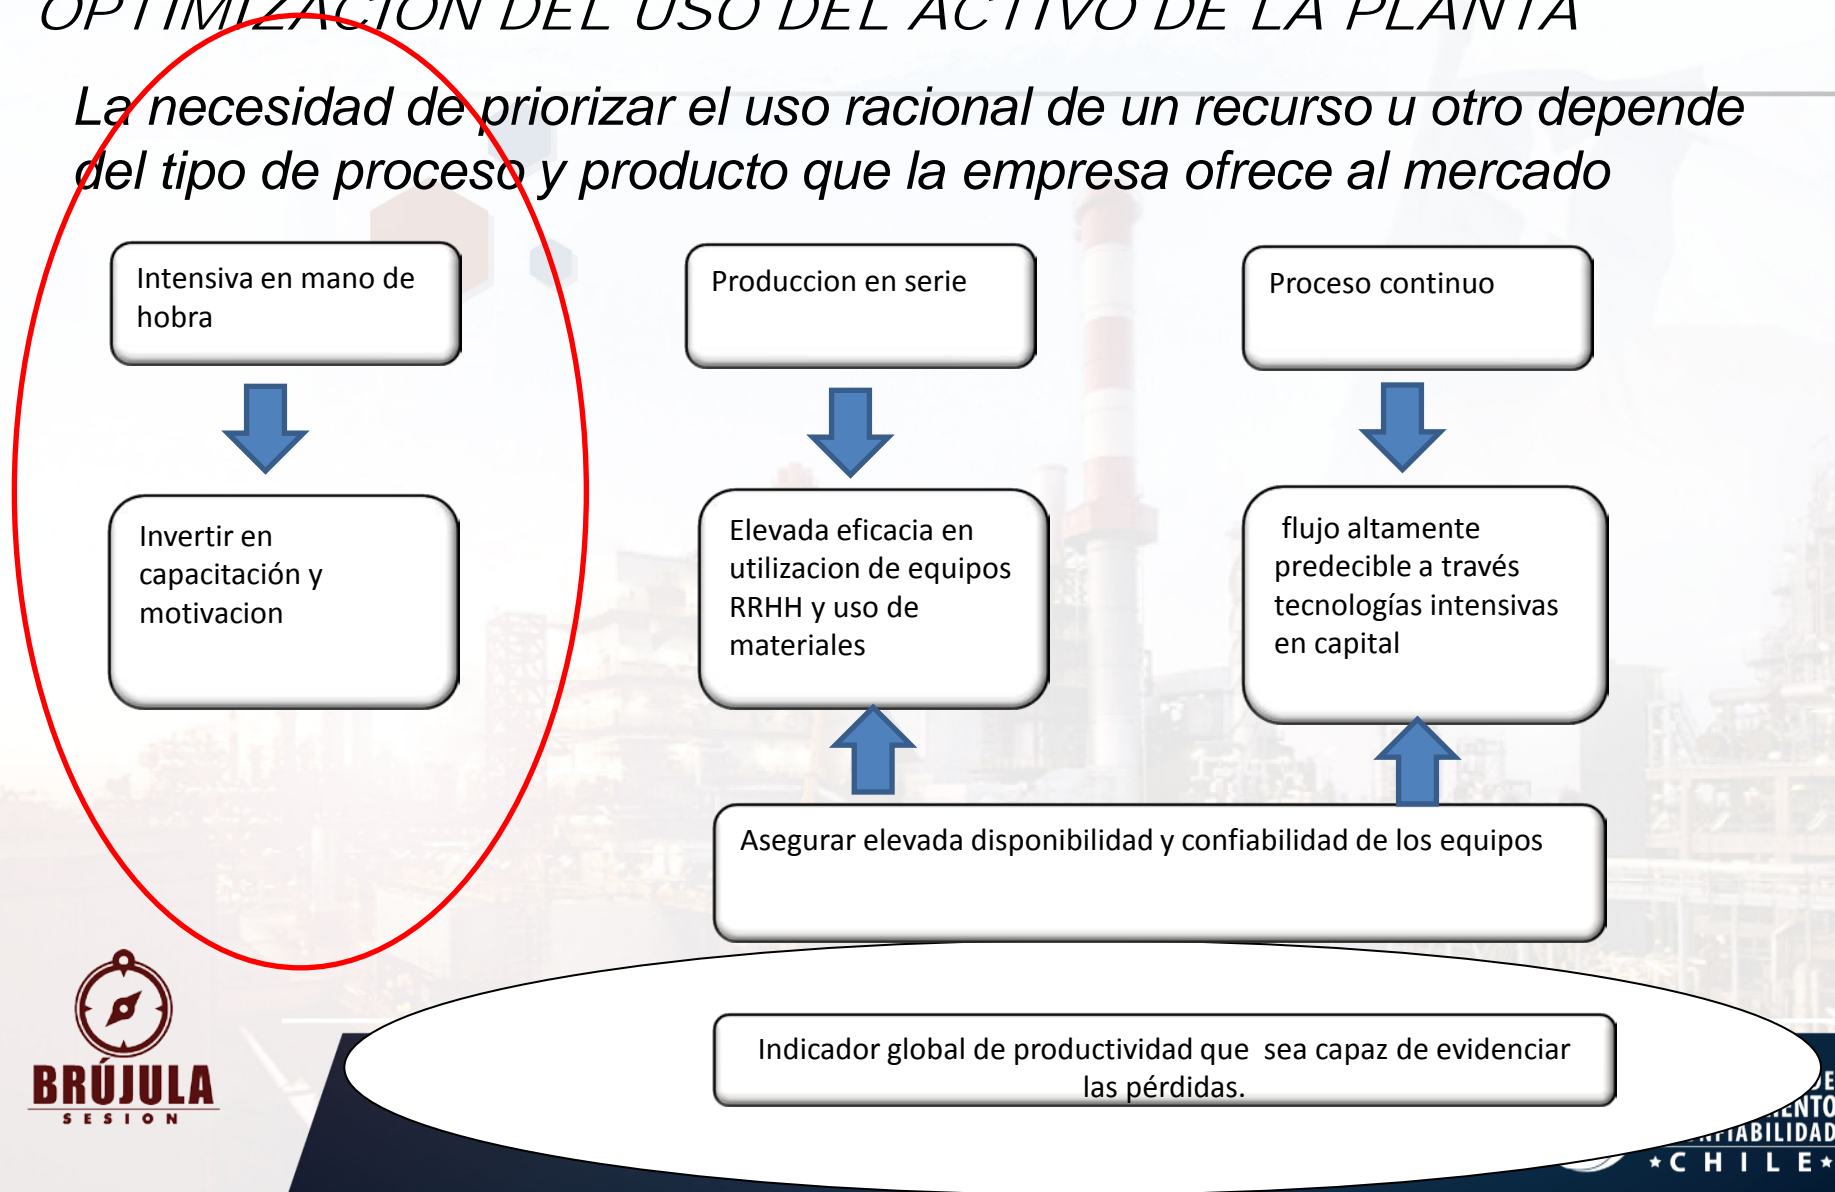 OPTIMIZACION DEL USO DEL ACTIVO DE LA PLANTA
La necesidad de priorizar el uso racional de un recurso u otro depende
del tipo de proceso y producto que la empresa ofrece al mercado
Intensiva en mano de
hobra
Produccion en serie
Proceso continuo
Invertir en
capacitación y
motivacion
Elevada eficacia en
utilizacion de equipos
RRHH y uso de
materiales
flujo altamente
predecible a través
tecnologías intensivas
en capital
Asegurar elevada disponibilidad y confiabilidad de los equipos
Indicador global de productividad que sea capaz de evidenciar
las pérdidas.
BRÚJULA
SESION
DE
ENTO
FIABILIDAD
★CHILE★